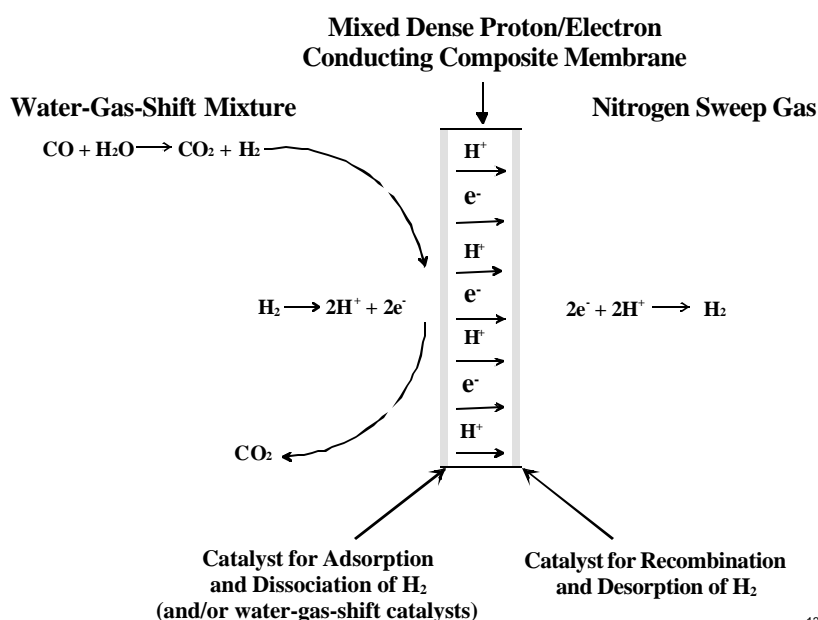 Mixed Dense Proton/Electron
Conducting Composite Membrane
Water-Gas-Shift Mixture
Nitrogen Sweep Gas
CO + H₂O → CO₂ + H₂
H⁺
e⁻
H⁺
e⁻
H⁺
e⁻
H⁺
H₂ → 2H⁺ + 2e⁻
2e⁻ + 2H⁺ → H₂
CO₂
Catalyst for Adsorption
and Dissociation of H₂
(and/or water-gas-shift catalysts)
Catalyst for Recombination
and Desorption of H₂